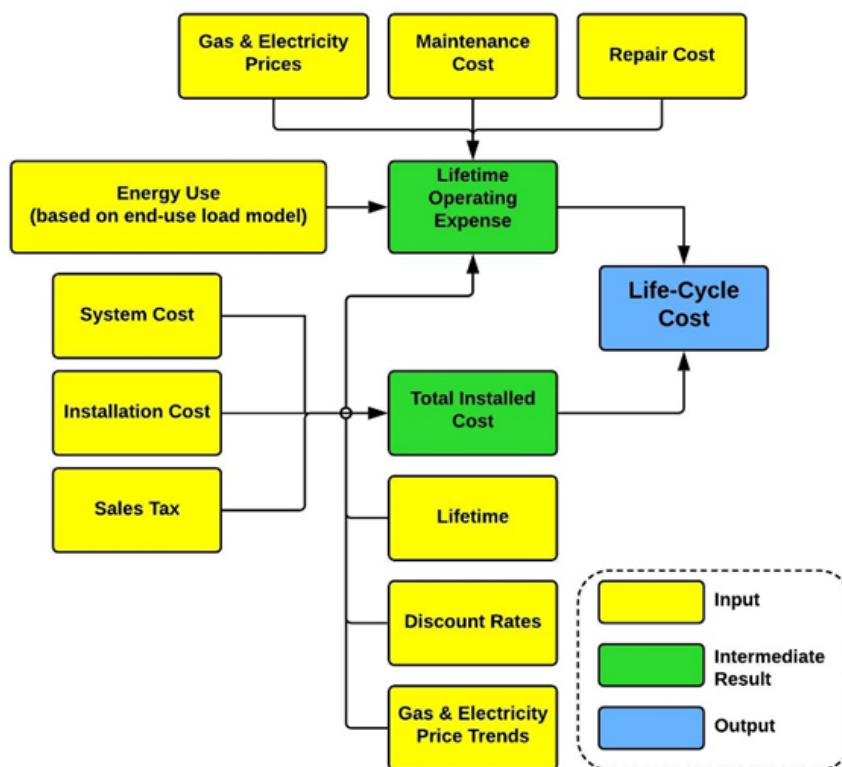 Gas & Electricity
Prices
Maintenance
Cost
Repair Cost
Energy Use
(based on end-use load model)
Lifetime
Operating
Expense
System Cost
Life-Cycle
Cost
Installation Cost
Total Installed
Cost
Sales Tax
Lifetime
Discount Rates
Gas & Electricity
Price Trends
Input
Intermediate
Result
Output